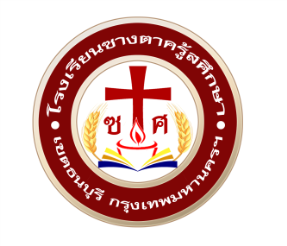 โรงเรียนซางตาครู้สศึกษา
ซ ศ
เขตธนบุรี กรุงเทพมหานครฯ